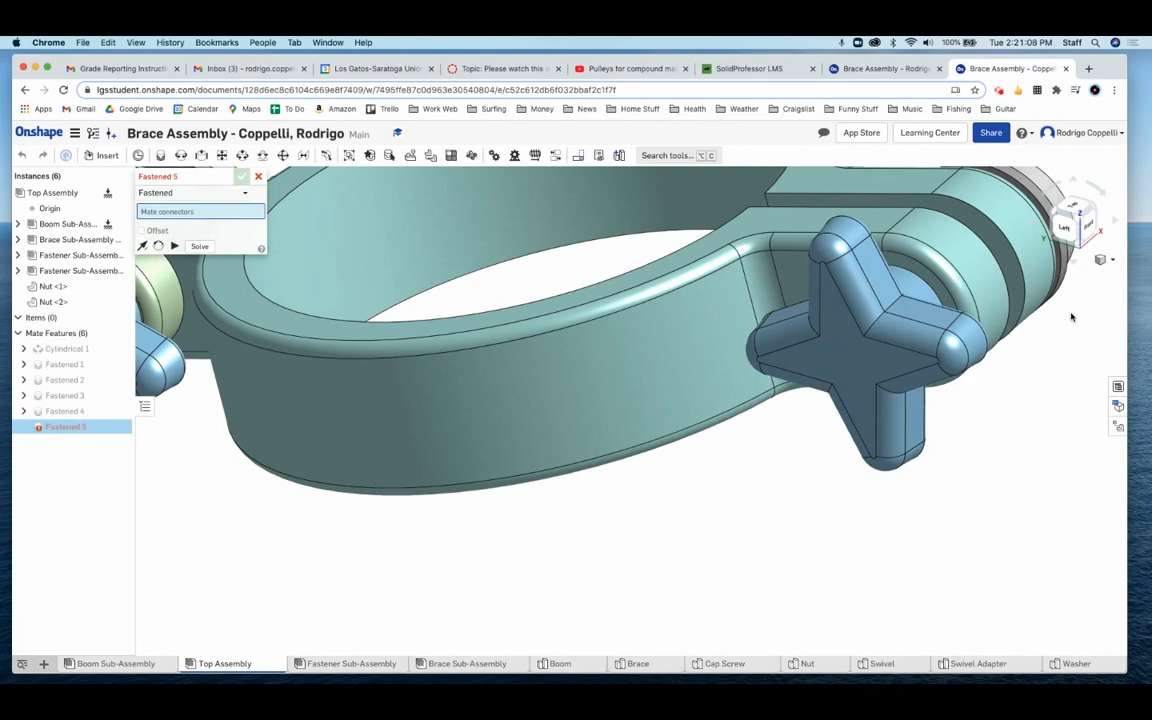 Chrome File Edit View History Bookmarks People Tab Window Help 100% Tue 2:21:08 PM Staff
Grade Reporting Instructi Inbox (3) - rodrigo.coppel Los Gatos-Saratoga Union Topic: Please watch this v Pulleys for compound ma SolidProfessor LMS Brace Assembly - Rodrig Brace Assembly - Coppel
lgsstudent.onshape.com/documents/128d6ec8c6104c669e8f7409/w/7495ffe87c0d963e30540804/e/c52c612db6f032bbaf2c1f7f
Apps Gmail Google Drive Calendar Maps To Do Amazon Trello Work Web Home Stuff Surfing Money News Health Weather Craigslist Funny Stuff Music Fishing Guitar
Onshape Brace Assembly - Coppelli, Rodrigo Main App Store Learning Center Share Rodrigo Coppelli
Insert Search tools... C
Instances (6)
Top Assembly
Origin
Boom Sub-Ass...
Brace Sub-Assembly ...
Fastener Sub-Assemb...
Fastener Sub-Assemb...
Nut <1>
Nut <2>
Items (0)
Mate Features (6)
Cylindrical 1
Fastened 1
Fastened 2
Fastened 3
Fastened 4
Fastened 5
Fastened 5
Fastened
Mate connectors
Offset
Solve
Top
Left
Z
X
Y
Boom Sub-Assembly Top Assembly Fastener Sub-Assembly Brace Sub-Assembly Boom Brace Cap Screw Nut Swivel Swivel Adapter Washer